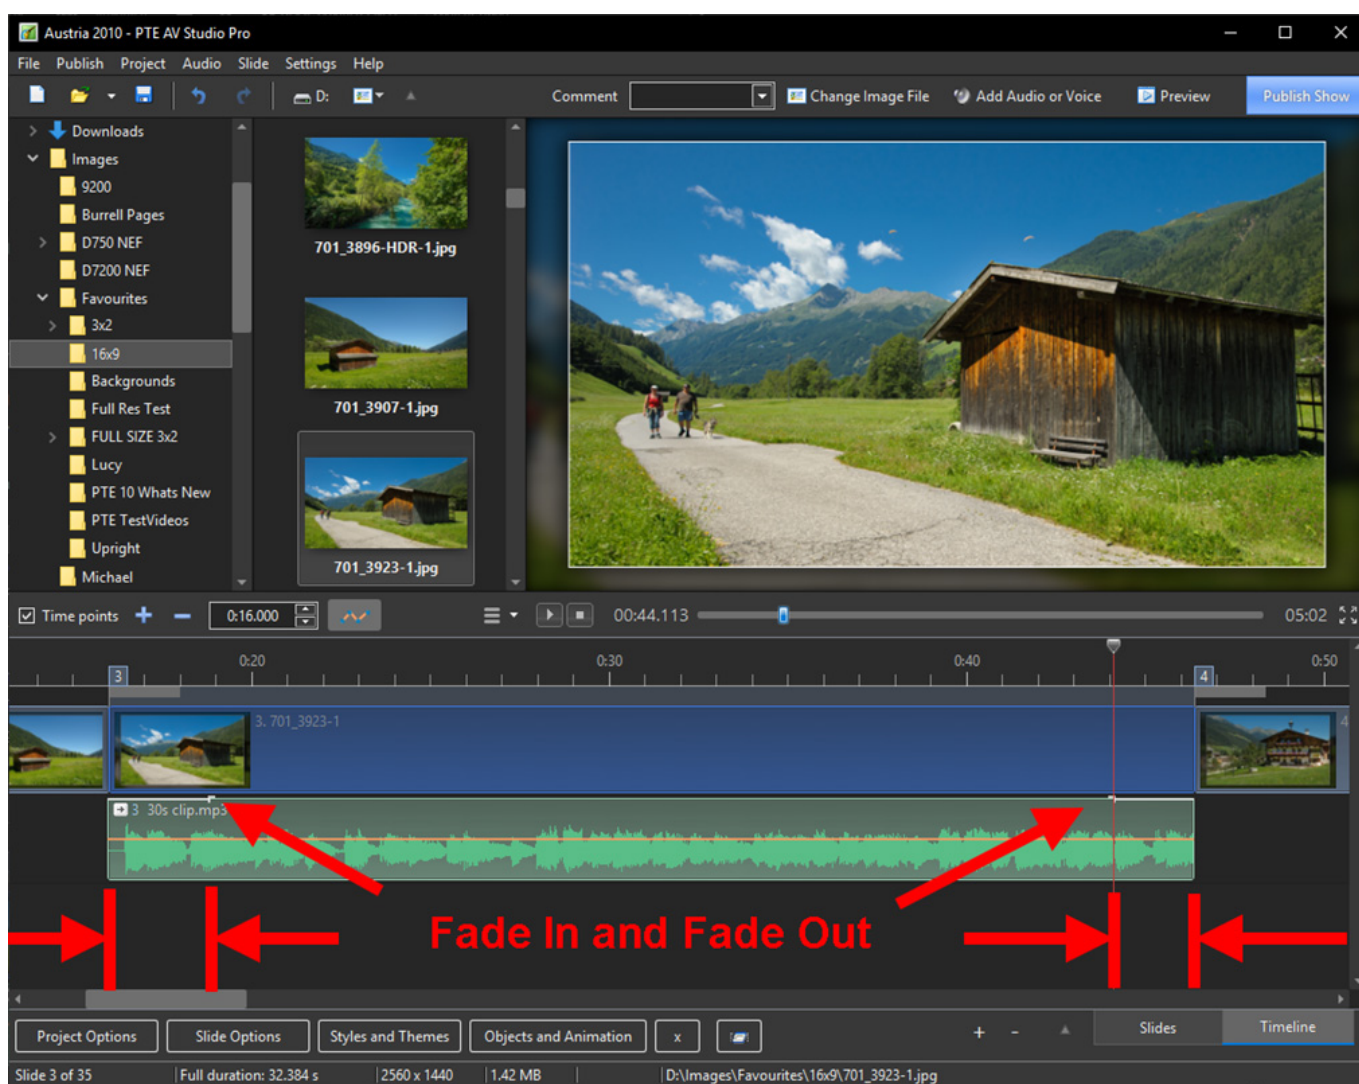 Austria 2010 - PTE AV Studio Pro
File Publish Project Audio Slide Settings Help
D: Comment Change Image File Add Audio or Voice Preview Publish Show
Downloads
Images
9200
Burrell Pages
D750 NEF
D7200 NEF
Favourites
3x2
16x9
Backgrounds
Full Res Test
FULL SIZE 3x2
Lucy
PTE 10 Whats New
PTE TestVideos
Upright
Michael
701_3896-HDR-1.jpg
701_3907-1.jpg
701_3923-1.jpg
Time points 0:16.000 00:44.113 05:02
0:20 0:30 0:40 0:50
3 4
3. 701_3923-1 4
3 30s clip.mp3
Fade In and Fade Out
Project Options Slide Options Styles and Themes Objects and Animation x + - Slides Timeline
Slide 3 of 35 Full duration: 32.384 s 2560 x 1440 1.42 MB D:\Images\Favourites\16x9\701_3923-1.jpg